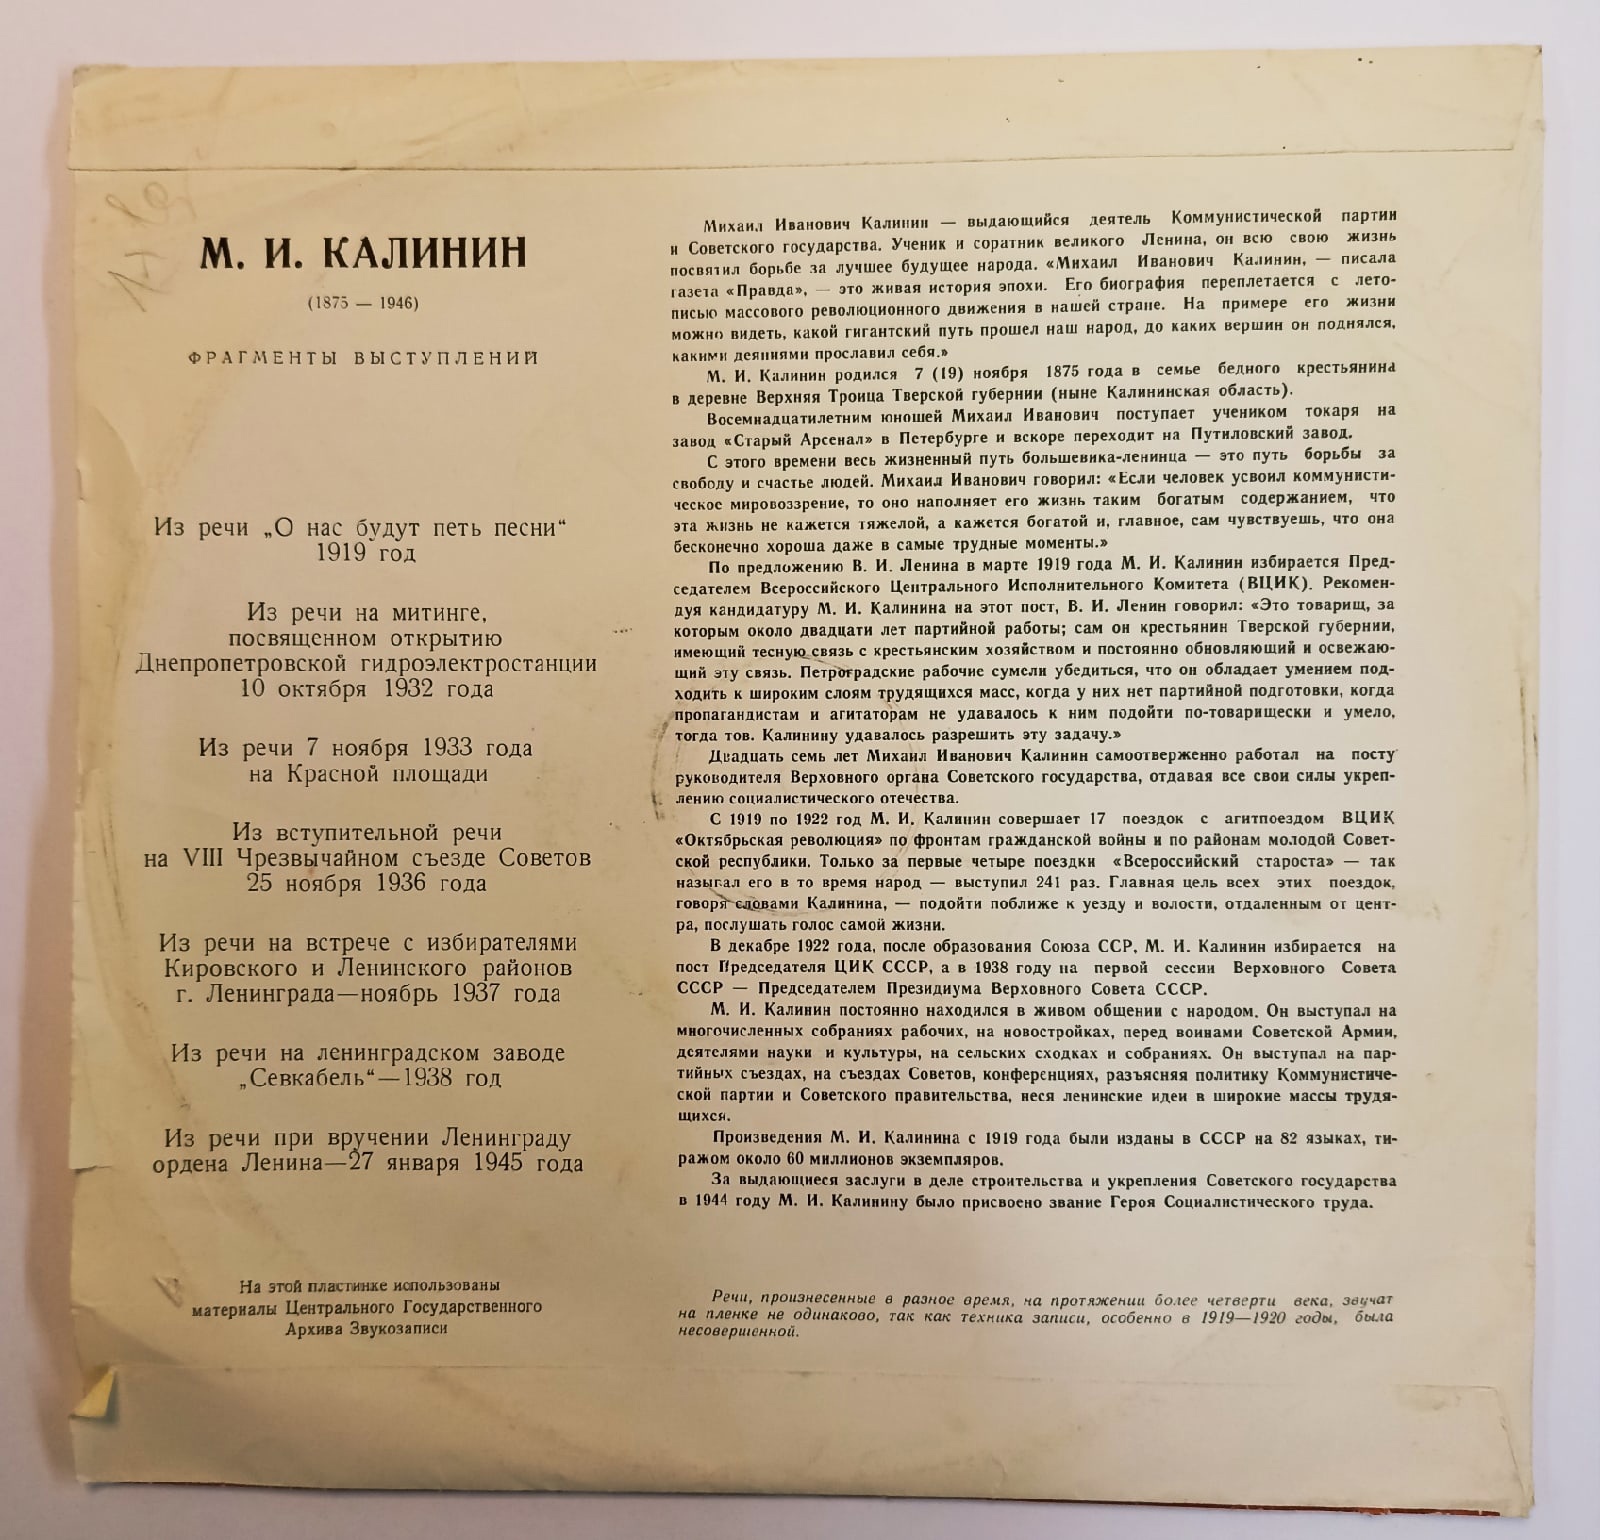 М. И. КАЛИНИН
(1875 — 1946)
ФРАГМЕНТЫ ВЫСТУПЛЕНИЙ
Из речи „О нас будут петь песни“
1919 год
Из речи на митинге,
посвященном открытию
Днепропетровской гидроэлектростанции
10 октября 1932 года
Из речи 7 ноября 1933 года
на Красной площади
Из вступительной речи
на VIII Чрезвычайном съезде Советов
25 ноября 1936 года
Из речи на встрече с избирателями
Кировского и Ленинского районов
г. Ленинграда—ноябрь 1937 года
Из речи на ленинградском заводе
„Севкабель“—1938 год
Из речи при вручении Ленинграду
ордена Ленина—27 января 1945 года
На этой пластинке использованы
материалы Центрального Государственного
Архива Звукозаписи
Михаил Иванович Калинин — выдающийся деятель Коммунистической партии
и Советского государства. Ученик и соратник великого Ленина, он всю свою жизнь
посвятил борьбе за лучшее будущее народа. «Михаил Иванович Калинин, — писала
газета «Правда», — это живая история эпохи. Его биография переплетается с лето-
писью массового революционного движения в нашей стране. На примере его жизни
можно видеть, какой гигантский путь прошел наш народ, до каких вершин он поднялся,
какими деяниями прославил себя.»
М. И. Калинин родился 7 (19) ноября 1875 года в семье бедного крестьянина
в деревне Верхняя Троица Тверской губернии (ныне Калининская область).
Восемнадцатилетним юношей Михаил Иванович поступает учеником токаря на
завод «Старый Арсенал» в Петербурге и вскоре переходит на Путиловский завод.
С этого времени весь жизненный путь большевика-ленинца — это путь борьбы за
свободу и счастье людей. Михаил Иванович говорил: «Если человек усвоил коммунисти-
ческое мировоззрение, то оно наполняет его жизнь таким богатым содержанием, что
эта жизнь не кажется тяжелой, а кажется богатой и, главное, сам чувствуешь, что она
бесконечно хороша даже в самые трудные моменты.»
По предложению В. И. Ленина в марте 1919 года М. И. Калинин избирается Пред-
седателем Всероссийского Центрального Исполнительного Комитета (ВЦИК). Рекомен-
дуя кандидатуру М. И. Калинина на этот пост, В. И. Ленин говорил: «Это товарищ, за
которым около двадцати лет партийной работы; сам он крестьянин Тверской губернии,
имеющий тесную связь с крестьянским хозяйством и постоянно обновляющий и освежаю-
щий эту связь. Петроградские рабочие сумели убедиться, что он обладает умением под-
ходить к широким слоям трудящихся масс, когда у них нет партийной подготовки, когда
пропагандистам и агитаторам не удавалось к ним подойти по-товарищески и умело,
тогда тов. Калинину удавалось разрешить эту задачу.»
Двадцать семь лет Михаил Иванович Калинин самоотверженно работал на посту
руководителя Верховного органа Советского государства, отдавая все свои силы укреп-
лению социалистического отечества.
С 1919 по 1922 год М. И. Калинин совершает 17 поездок с агитпоездом ВЦИК
«Октябрьская революция» по фронтам гражданской войны и по районам молодой Совет-
ской республики. Только за первые четыре поездки «Всероссийский староста» — так
называл его в то время народ — выступил 241 раз. Главная цель всех этих поездок,
говоря словами Калинина, — подойти поближе к уезду и волости, отдаленным от цент-
ра, послушать голос самой жизни.
В декабре 1922 года, после образования Союза ССР, М. И. Калинин избирается на
пост Председателя ЦИК СССР, а в 1938 году на первой сессии Верховного Совета
СССР — Председателем Президиума Верховного Совета СССР.
М. И. Калинин постоянно находился в живом общении с народом. Он выступал на
многочисленных собраниях рабочих, на новостройках, перед воинами Советской Армии,
деятелями науки и культуры, на сельских сходках и собраниях. Он выступал на пар-
тийных съездах, на съездах Советов, конференциях, разъясняя политику Коммунистиче-
ской партии и Советского правительства, неся ленинские идеи в широкие массы трудя-
щихся.
Произведения М. И. Калинина с 1919 года были изданы в СССР на 82 языках, ти-
ражом около 60 миллионов экземпляров.
За выдающиеся заслуги в деле строительства и укрепления Советского государства
в 1944 году М. И. Калинину было присвоено звание Героя Социалистического труда.
Речи, произнесенные в разное время, на протяжении более четверти века, звучат
на пленке не одинаково, так как техника записи, особенно в 1919—1920 годы, была
несовершенной.